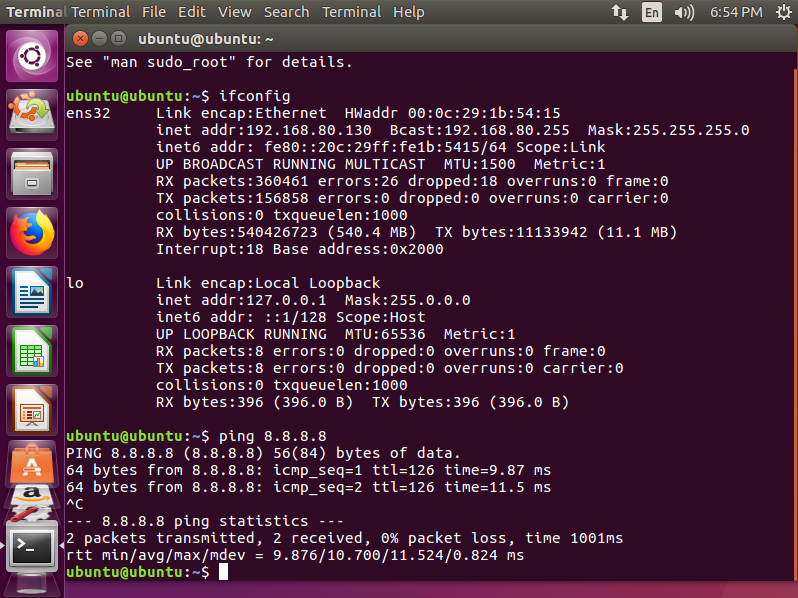 Terminal Terminal File Edit View Search Terminal Help En 6:54 PM
ubuntu@ubuntu: ~
See "man sudo_root" for details.
ubuntu@ubuntu:~$ ifconfig
ens32 Link encap:Ethernet HWaddr 00:0c:29:1b:54:15
inet addr:192.168.80.130 Bcast:192.168.80.255 Mask:255.255.255.0
inet6 addr: fe80::20c:29ff:fe1b:5415/64 Scope:Link
UP BROADCAST RUNNING MULTICAST MTU:1500 Metric:1
RX packets:360461 errors:26 dropped:18 overruns:0 frame:0
TX packets:156858 errors:0 dropped:0 overruns:0 carrier:0
collisions:0 txqueuelen:1000
RX bytes:540426723 (540.4 MB) TX bytes:11133942 (11.1 MB)
Interrupt:18 Base address:0x2000
lo Link encap:Local Loopback
inet addr:127.0.0.1 Mask:255.0.0.0
inet6 addr: ::1/128 Scope:Host
UP LOOPBACK RUNNING MTU:65536 Metric:1
RX packets:8 errors:0 dropped:0 overruns:0 frame:0
TX packets:8 errors:0 dropped:0 overruns:0 carrier:0
collisions:0 txqueuelen:1000
RX bytes:396 (396.0 B) TX bytes:396 (396.0 B)
ubuntu@ubuntu:~$ ping 8.8.8.8
PING 8.8.8.8 (8.8.8.8) 56(84) bytes of data.
64 bytes from 8.8.8.8: icmp_seq=1 ttl=126 time=9.87 ms
64 bytes from 8.8.8.8: icmp_seq=2 ttl=126 time=11.5 ms
^C
--- 8.8.8.8 ping statistics ---
2 packets transmitted, 2 received, 0% packet loss, time 1001ms
rtt min/avg/max/mdev = 9.876/10.700/11.524/0.824 ms
ubuntu@ubuntu:~$